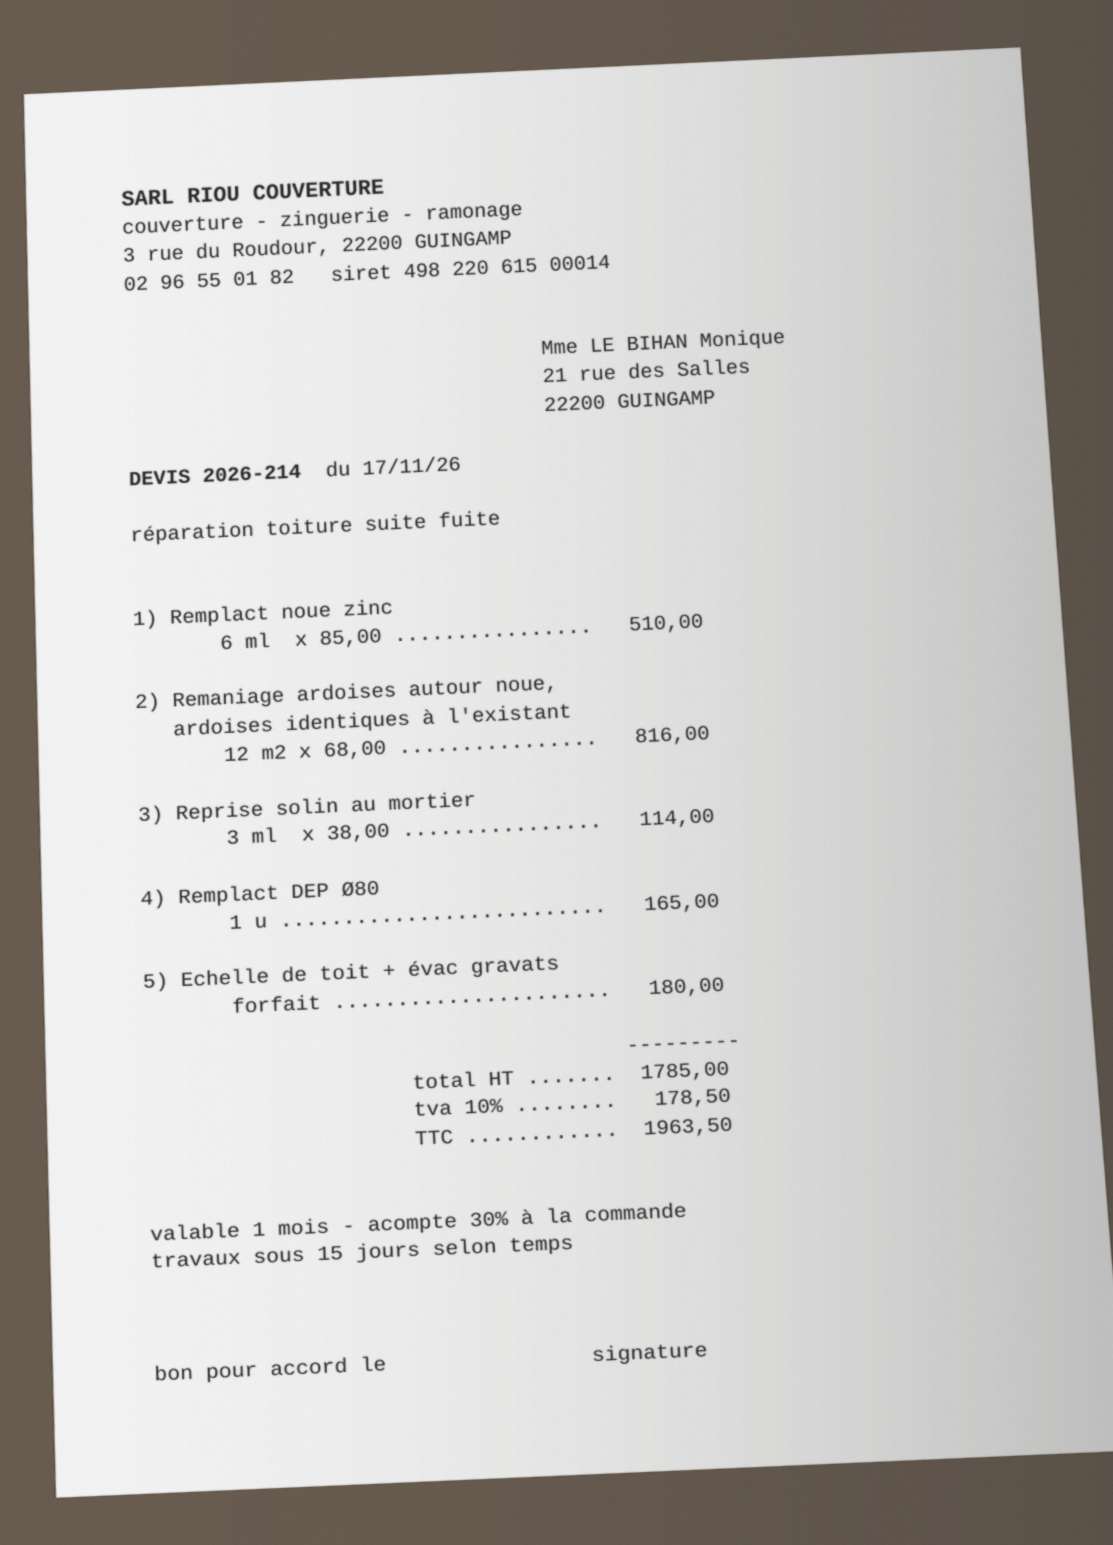 SARL RIOU COUVERTURE
couverture - zinguerie - ramonage
3 rue du Roudour, 22200 GUINGAMP
02 96 55 01 82   siret 498 220 615 00014
Mme LE BIHAN Monique
21 rue des Salles
22200 GUINGAMP
DEVIS 2026-214  du 17/11/26
réparation toiture suite fuite
1) Remplact noue zinc
6 ml  x 85,00 ................   510,00
2) Remaniage ardoises autour noue,
ardoises identiques à l'existant
12 m2 x 68,00 ................   816,00
3) Reprise solin au mortier
3 ml  x 38,00 ................   114,00
4) Remplact DEP Ø80
1 u ..........................   165,00
5) Echelle de toit + évac gravats
forfait ......................   180,00
---------
total HT .......  1785,00
tva 10% ........   178,50
TTC ............  1963,50
valable 1 mois - acompte 30% à la commande
travaux sous 15 jours selon temps
bon pour accord le                signature